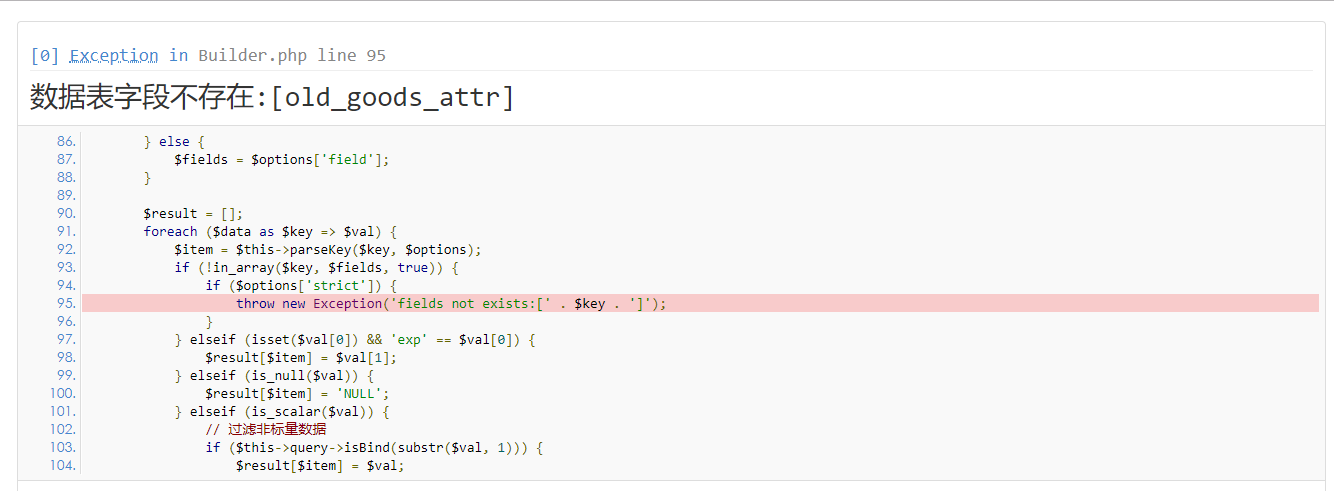 [0] Exception in Builder.php line 95
数据表字段不存在:[old_goods_attr]
86. } else {
87. $fields = $options['field'];
88. }
89.
90. $result = [];
91. foreach ($data as $key => $val) {
92. $item = $this->parseKey($key, $options);
93. if (!in_array($key, $fields, true)) {
94. if ($options['strict']) {
95. throw new Exception('fields not exists:[' . $key . ']');
96. }
97. } elseif (isset($val[0]) && 'exp' == $val[0]) {
98. $result[$item] = $val[1];
99. } elseif (is_null($val)) {
100. $result[$item] = 'NULL';
101. } elseif (is_scalar($val)) {
102. // 过滤非标量数据
103. if ($this->query->isBind(substr($val, 1))) {
104. $result[$item] = $val;